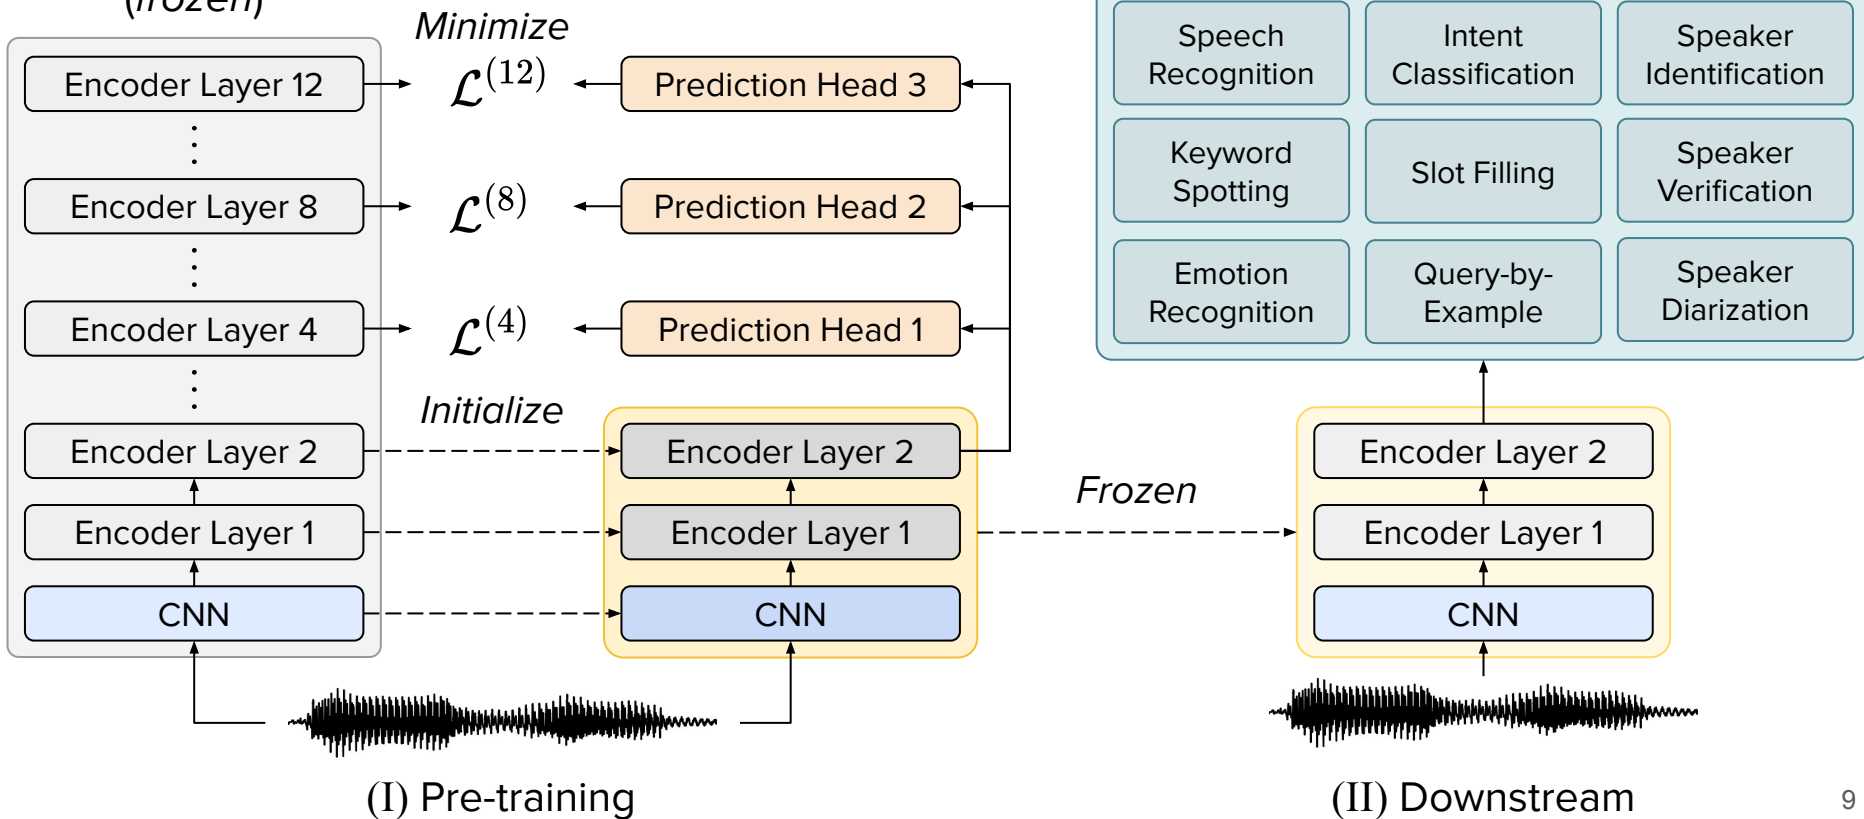 (frozen)
Minimize
Encoder Layer 12
ℒ(12)
Prediction Head 3
Encoder Layer 8
ℒ(8)
Prediction Head 2
Encoder Layer 4
ℒ(4)
Prediction Head 1
Initialize
Encoder Layer 2
Encoder Layer 2
Encoder Layer 1
Encoder Layer 1
CNN
CNN
(I) Pre-training
Speech
Recognition
Intent
Classification
Speaker
Identification
Keyword
Spotting
Slot Filling
Speaker
Verification
Emotion
Recognition
Query-by-
Example
Speaker
Diarization
Frozen
Encoder Layer 2
Encoder Layer 1
CNN
(II) Downstream
9